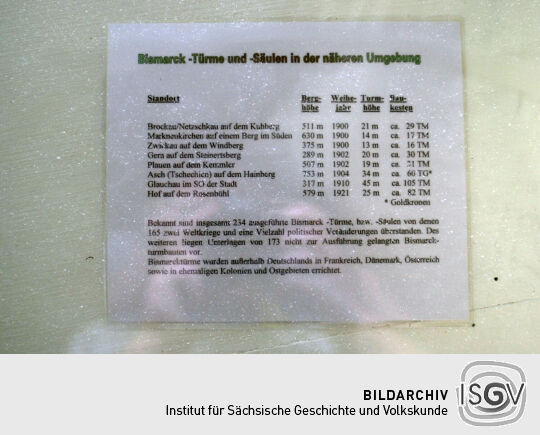 Bismarck -Türme und -Säulen in der näheren Umgebung
Standort Berg- Weihe- Turm- Bau-
höhe jahr höhe kosten
Brockau/Netzschkau auf dem Kuhberg 511 m 1900 21 m ca. 29 TM
Markneukirchen auf einem Berg im Süden 630 m 1900 14 m ca. 17 TM
Zwickau auf dem Windberg 375 m 1900 13 m ca. 16 TM
Gera auf dem Steinertsberg 289 m 1902 20 m ca. 30 TM
Plauen auf dem Kemmler 507 m 1902 19 m ca. 21 TM
Asch (Tschechien) auf dem Hainberg 753 m 1904 34 m ca. 66 TG*
Glauchau im SO der Stadt 317 m 1910 45 m ca. 105 TM
Hof auf dem Rosenbühl 579 m 1921 25 m ca. 82 TM
* Goldkronen
Bekannt sind insgesamt 234 ausgeführte Bismarck -Türme, bzw. -Säulen von denen
165 zwei Weltkriege und eine Vielzahl politischer Veränderungen überstanden. Des
weiteren liegen Unterlagen von 173 nicht zur Ausführung gelangten Bismarck-
turmbauten vor.
Bismarcktürme wurden außerhalb Deutschlands in Frankreich, Dänemark, Österreich
sowie in ehemaligen Kolonien und Ostgebieten errichtet.
BILDARCHIV
Institut für Sächsische Geschichte und Volkskunde
ISGV